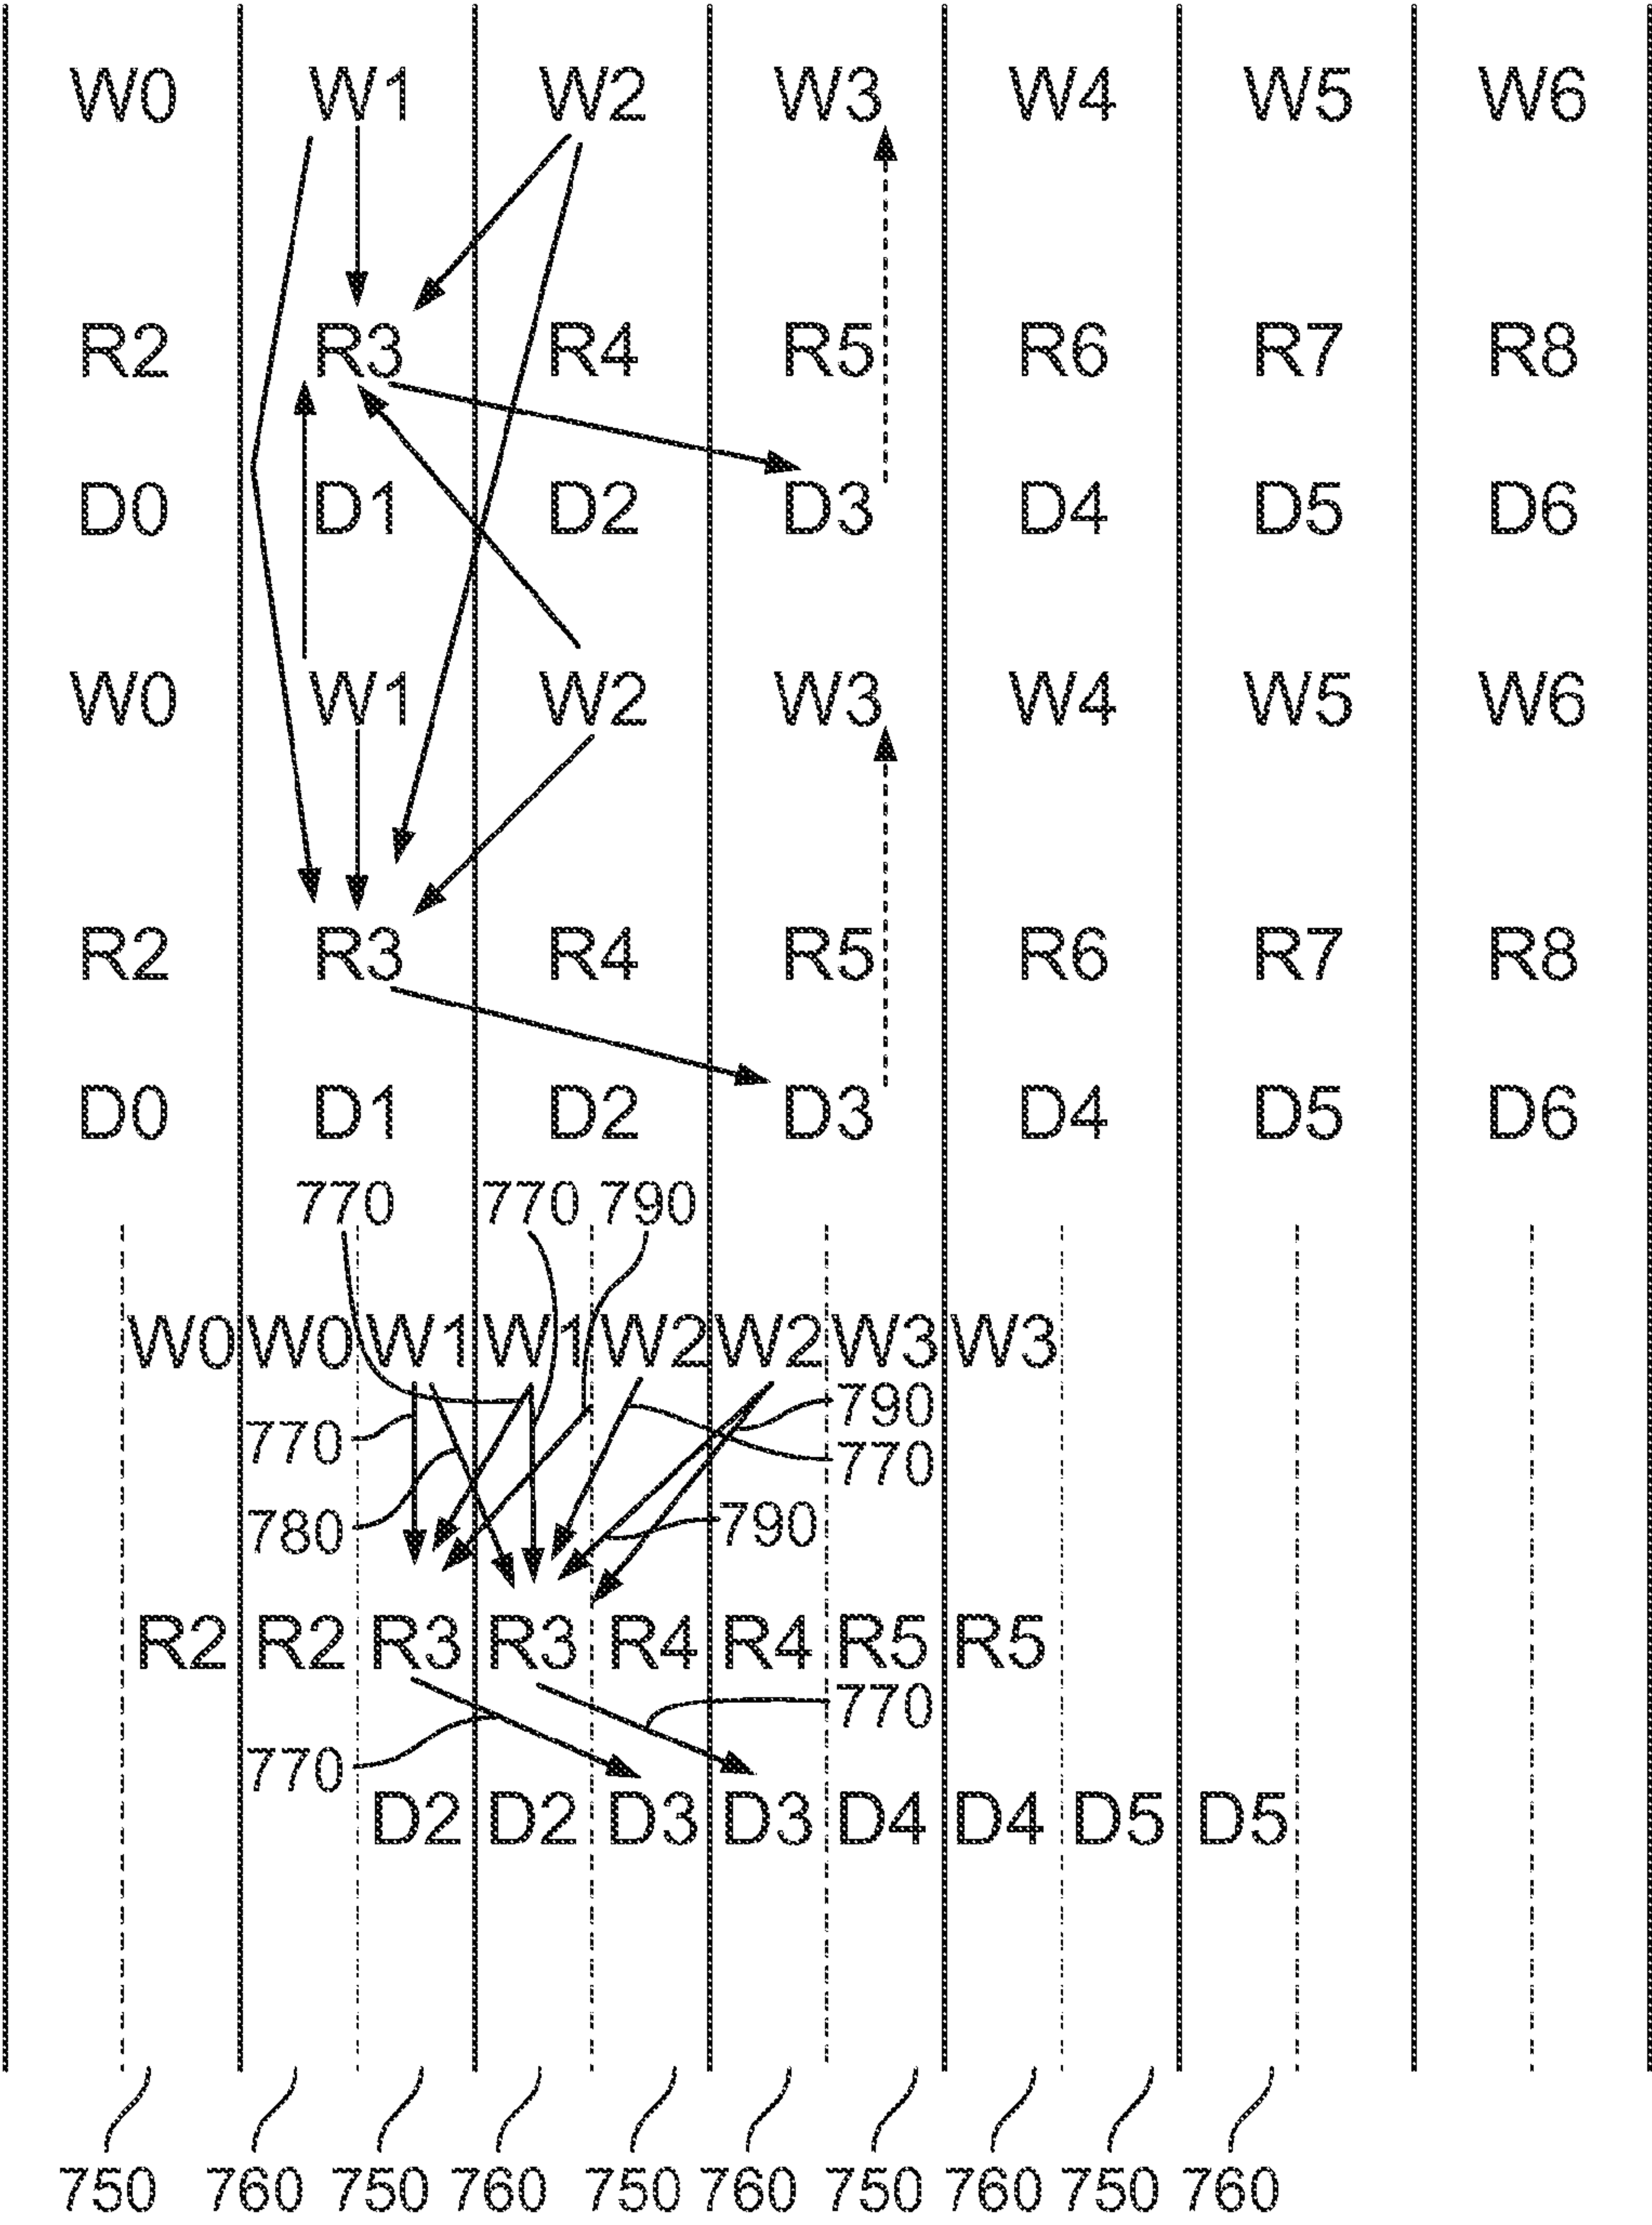 W0 W1 W2 W3 W4 W5 W6
R2 R3 R4 R5 R6 R7 R8
D0 D1 D2 D3 D4 D5 D6
W0 W1 W2 W3 W4 W5 W6
R2 R3 R4 R5 R6 R7 R8
D0 D1 D2 D3 D4 D5 D6
770 770 790
W0 W0 W1 W1 W2 W2 W3 W3
790
770
770
790
780
R2 R2 R3 R3 R4 R4 R5 R5
770
770
D2 D2 D3 D3 D4 D4 D5 D5
750 760 750 760 750 760 750 760 750 760